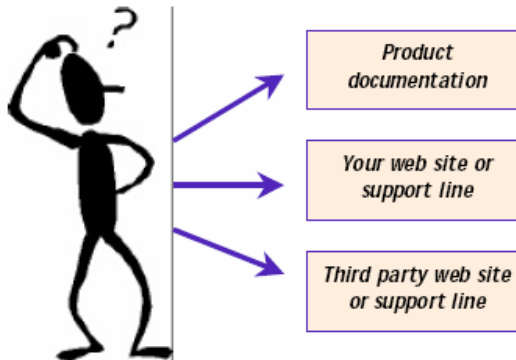 ?
Product
documentation
Your web site or
support line
Third party web site
or support line